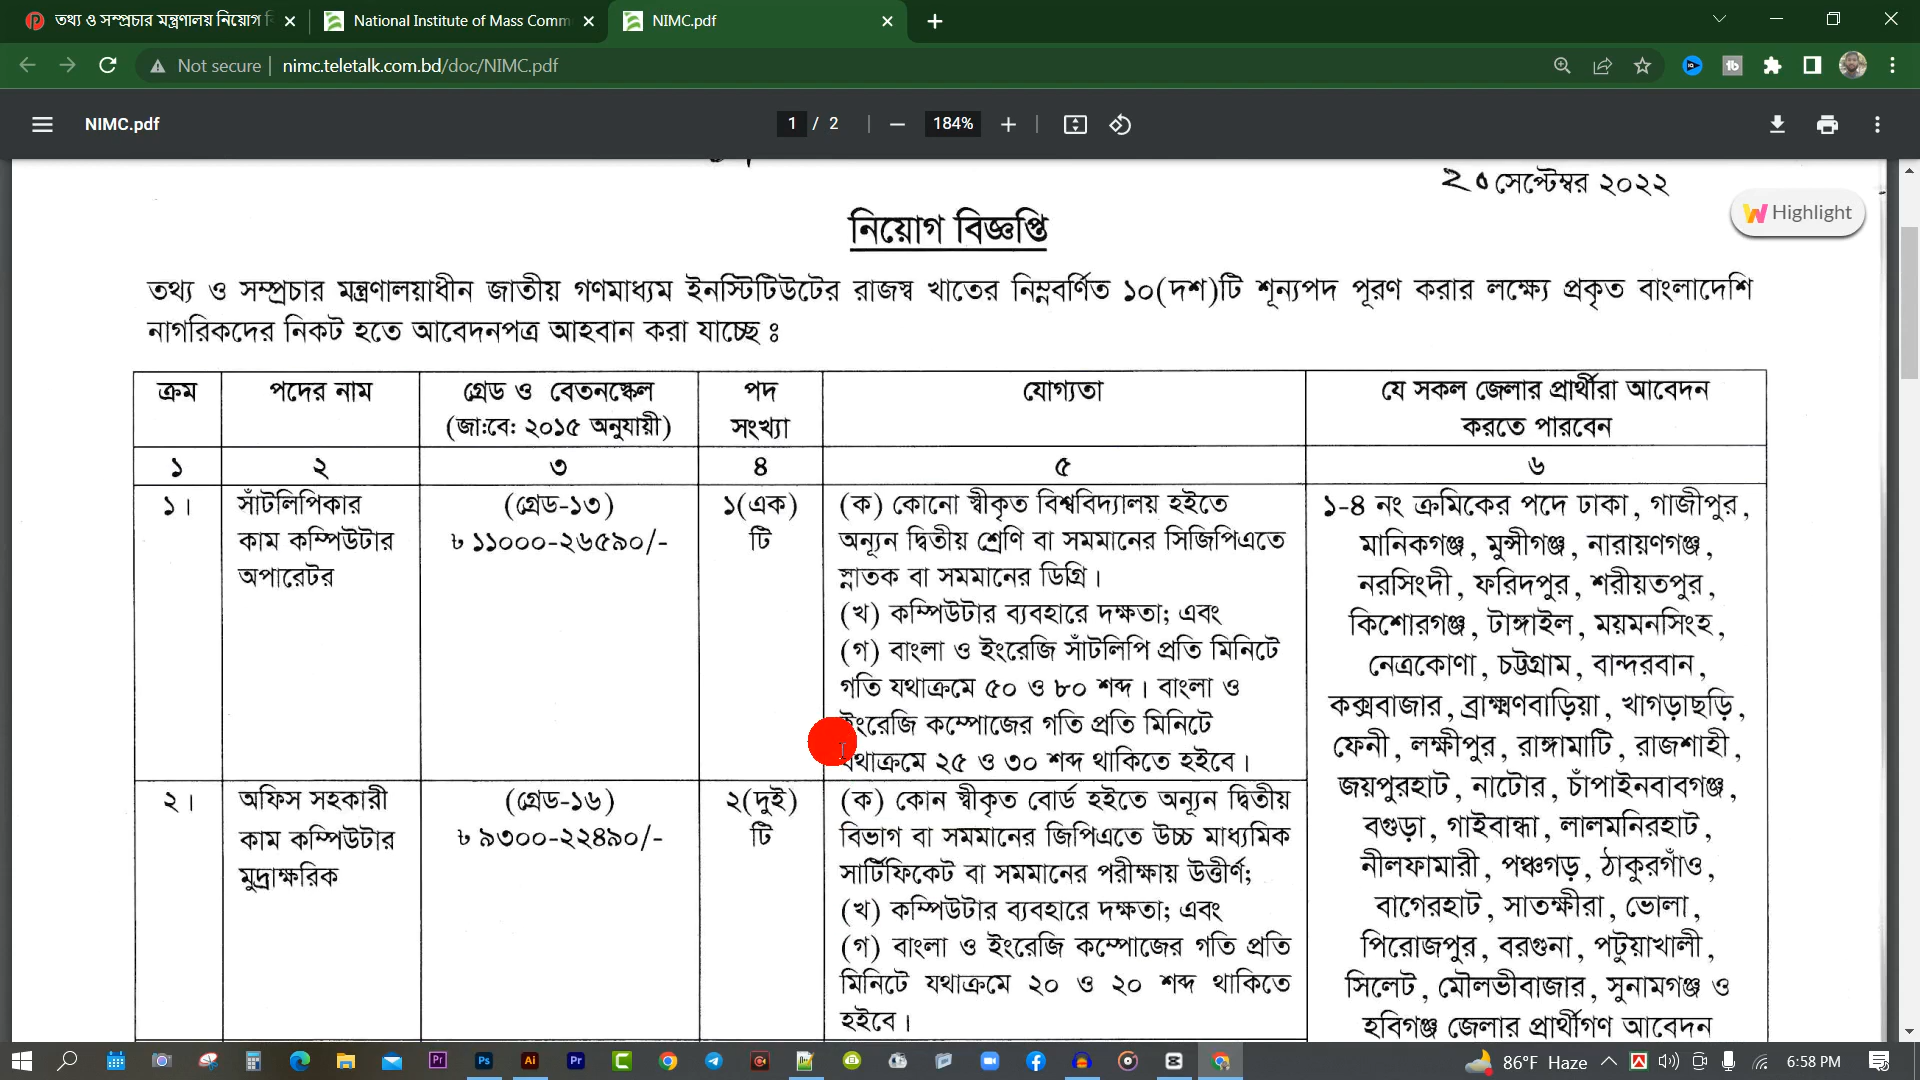 তথ্য ও সম্প্রচার মন্ত্রণালয় নিয়োগ
National Institute of Mass Comm
NIMC.pdf
Not secure
nimc.teletalk.com.bd/doc/NIMC.pdf
NIMC.pdf
1 / 2
184%
২০ সেপ্টেম্বর ২০২২
Highlight
নিয়োগ বিজ্ঞপ্তি
তথ্য ও সম্প্রচার মন্ত্রণালয়াধীন জাতীয় গণমাধ্যম ইনস্টিটিউটের রাজস্ব খাতের নিম্নবর্ণিত ১০(দশ)টি শূন্যপদ পূরণ করার লক্ষ্যে প্রকৃত বাংলাদেশি
নাগরিকদের নিকট হতে আবেদনপত্র আহবান করা যাচ্ছে ঃ
ক্রম
পদের নাম
গ্রেড ও বেতনস্কেল
(জা:বে: ২০১৫ অনুযায়ী)
পদ
সংখ্যা
যোগ্যতা
যে সকল জেলার প্রার্থীরা আবেদন
করতে পারবেন
১
২
৩
৪
৫
৬
১।
সাঁটলিপিকার
কাম কম্পিউটার
অপারেটর
(গ্রেড-১৩)
৳ ১১০০০-২৬৫৯০/-
১(এক)
টি
(ক) কোনো স্বীকৃত বিশ্ববিদ্যালয় হইতে
অন্যূন দ্বিতীয় শ্রেণি বা সমমানের সিজিপিএতে
স্নাতক বা সমমানের ডিগ্রি।
(খ) কম্পিউটার ব্যবহারে দক্ষতা; এবং
(গ) বাংলা ও ইংরেজি সাঁটলিপি প্রতি মিনিটে
গতি যথাক্রমে ৫০ ও ৮০ শব্দ। বাংলা ও
ইংরেজি কম্পোজের গতি প্রতি মিনিটে
যথাক্রমে ২৫ ও ৩০ শব্দ থাকিতে হইবে।
২।
অফিস সহকারী
কাম কম্পিউটার
মুদ্রাক্ষরিক
(গ্রেড-১৬)
৳ ৯৩০০-২২৪৯০/-
২(দুই)
টি
(ক) কোন স্বীকৃত বোর্ড হইতে অন্যূন দ্বিতীয়
বিভাগ বা সমমানের জিপিএতে উচ্চ মাধ্যমিক
সার্টিফিকেট বা সমমানের পরীক্ষায় উত্তীর্ণ;
(খ) কম্পিউটার ব্যবহারে দক্ষতা; এবং
(গ) বাংলা ও ইংরেজি কম্পোজের গতি প্রতি
মিনিটে যথাক্রমে ২০ ও ২০ শব্দ থাকিতে
হইবে।
১-৪ নং ক্রমিকের পদে ঢাকা, গাজীপুর,
মানিকগঞ্জ, মুন্সীগঞ্জ, নারায়ণগঞ্জ,
নরসিংদী, ফরিদপুর, শরীয়তপুর,
কিশোরগঞ্জ, টাঙ্গাইল, ময়মনসিংহ,
নেত্রকোণা, চট্টগ্রাম, বান্দরবান,
কক্সবাজার, ব্রাহ্মণবাড়িয়া, খাগড়াছড়ি,
ফেনী, লক্ষীপুর, রাঙ্গামাটি, রাজশাহী,
জয়পুরহাট, নাটোর, চাঁপাইনবাবগঞ্জ,
বগুড়া, গাইবান্ধা, লালমনিরহাট,
নীলফামারী, পঞ্চগড়, ঠাকুরগাঁও,
বাগেরহাট, সাতক্ষীরা, ভোলা,
পিরোজপুর, বরগুনা, পটুয়াখালী,
সিলেট, মৌলভীবাজার, সুনামগঞ্জ ও
হবিগঞ্জ জেলার প্রার্থীগণ আবেদন
86°F Haze
6:58 PM